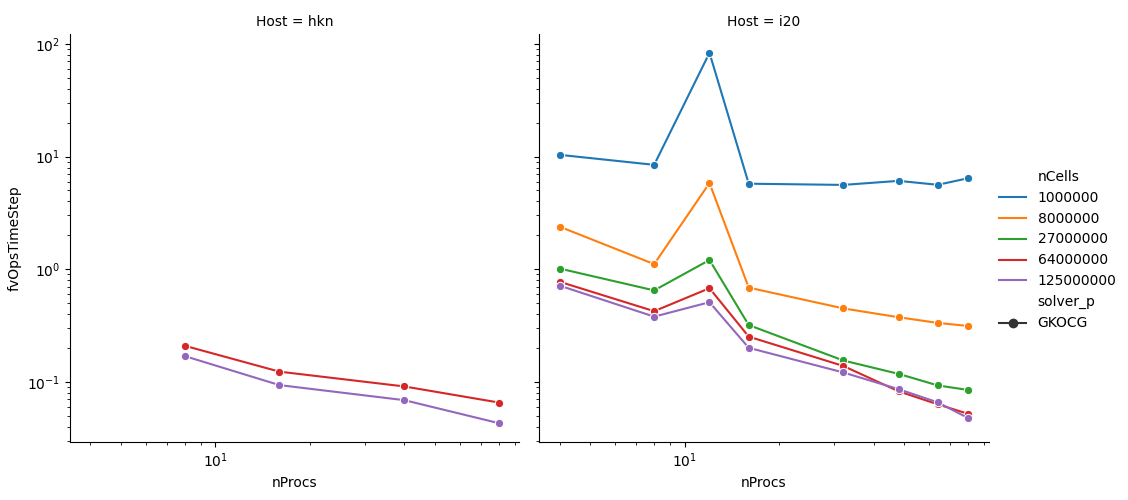 Host = hkn
Host = i20
fvOpsTimeStep
10²
10¹
10⁰
10⁻¹
10¹
10¹
nProcs
nProcs
nCells
1000000
8000000
27000000
64000000
125000000
solver_p
GKOCG